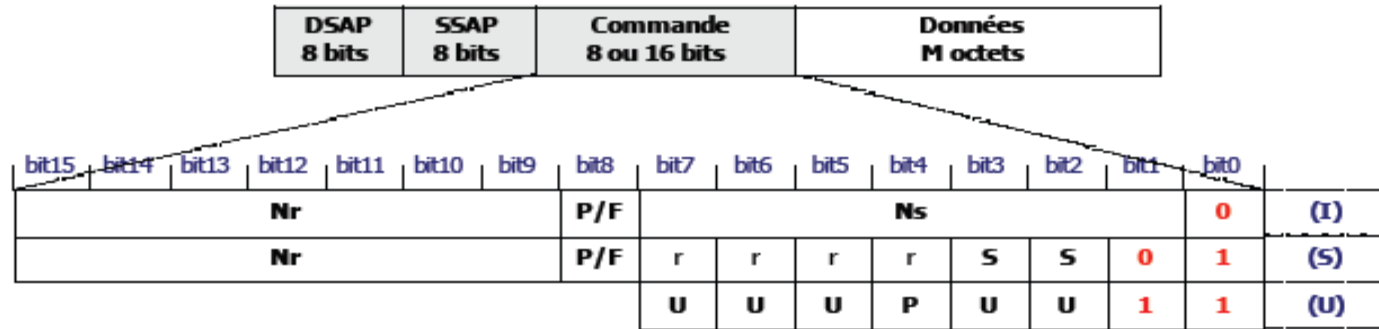 DSAP SSAP Commande Données
8 bits 8 bits 8 ou 16 bits M octets
bit15 bit14 bit13 bit12 bit11 bit10 bit9 bit8 bit7 bit6 bit5 bit4 bit3 bit2 bit1 bit0
Nr P/F Ns 0 (I)
Nr P/F r r r r S S 0 1 (S)
U U U P U U 1 1 (U)